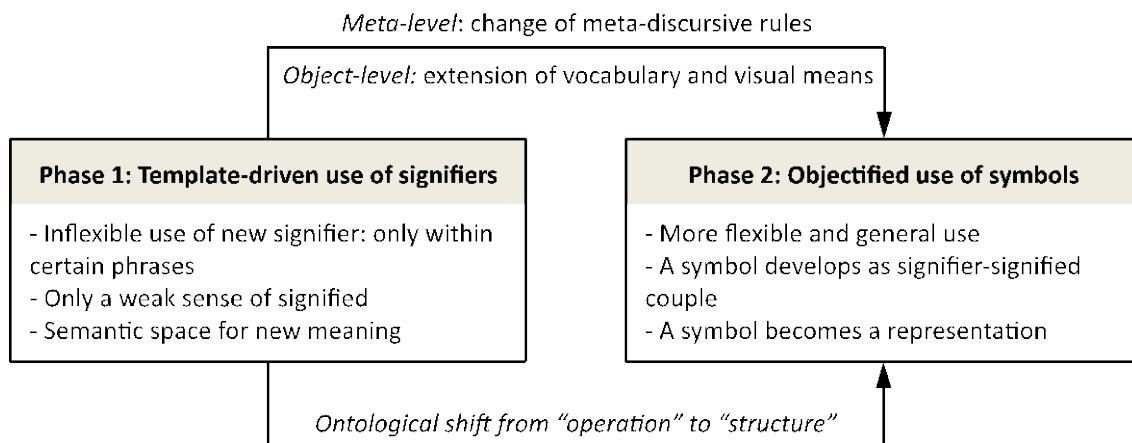 Meta-level: change of meta-discursive rules
Object-level: extension of vocabulary and visual means
Phase 1: Template-driven use of signifiers
- Inflexible use of new signifier: only within
certain phrases
- Only a weak sense of signified
- Semantic space for new meaning
Phase 2: Objectified use of symbols
- More flexible and general use
- A symbol develops as signifier-signified
couple
- A symbol becomes a representation
Ontological shift from “operation” to “structure”